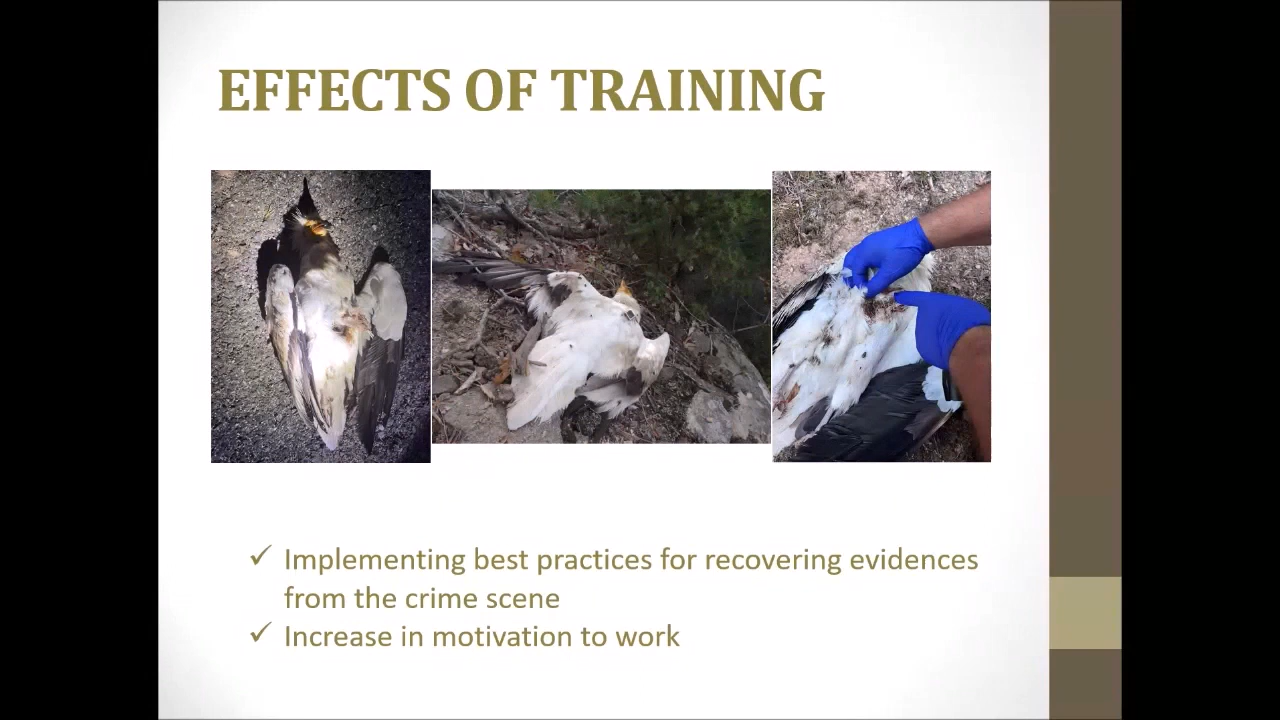 EFFECTS OF TRAINING
✓ Implementing best practices for recovering evidences
from the crime scene
✓ Increase in motivation to work